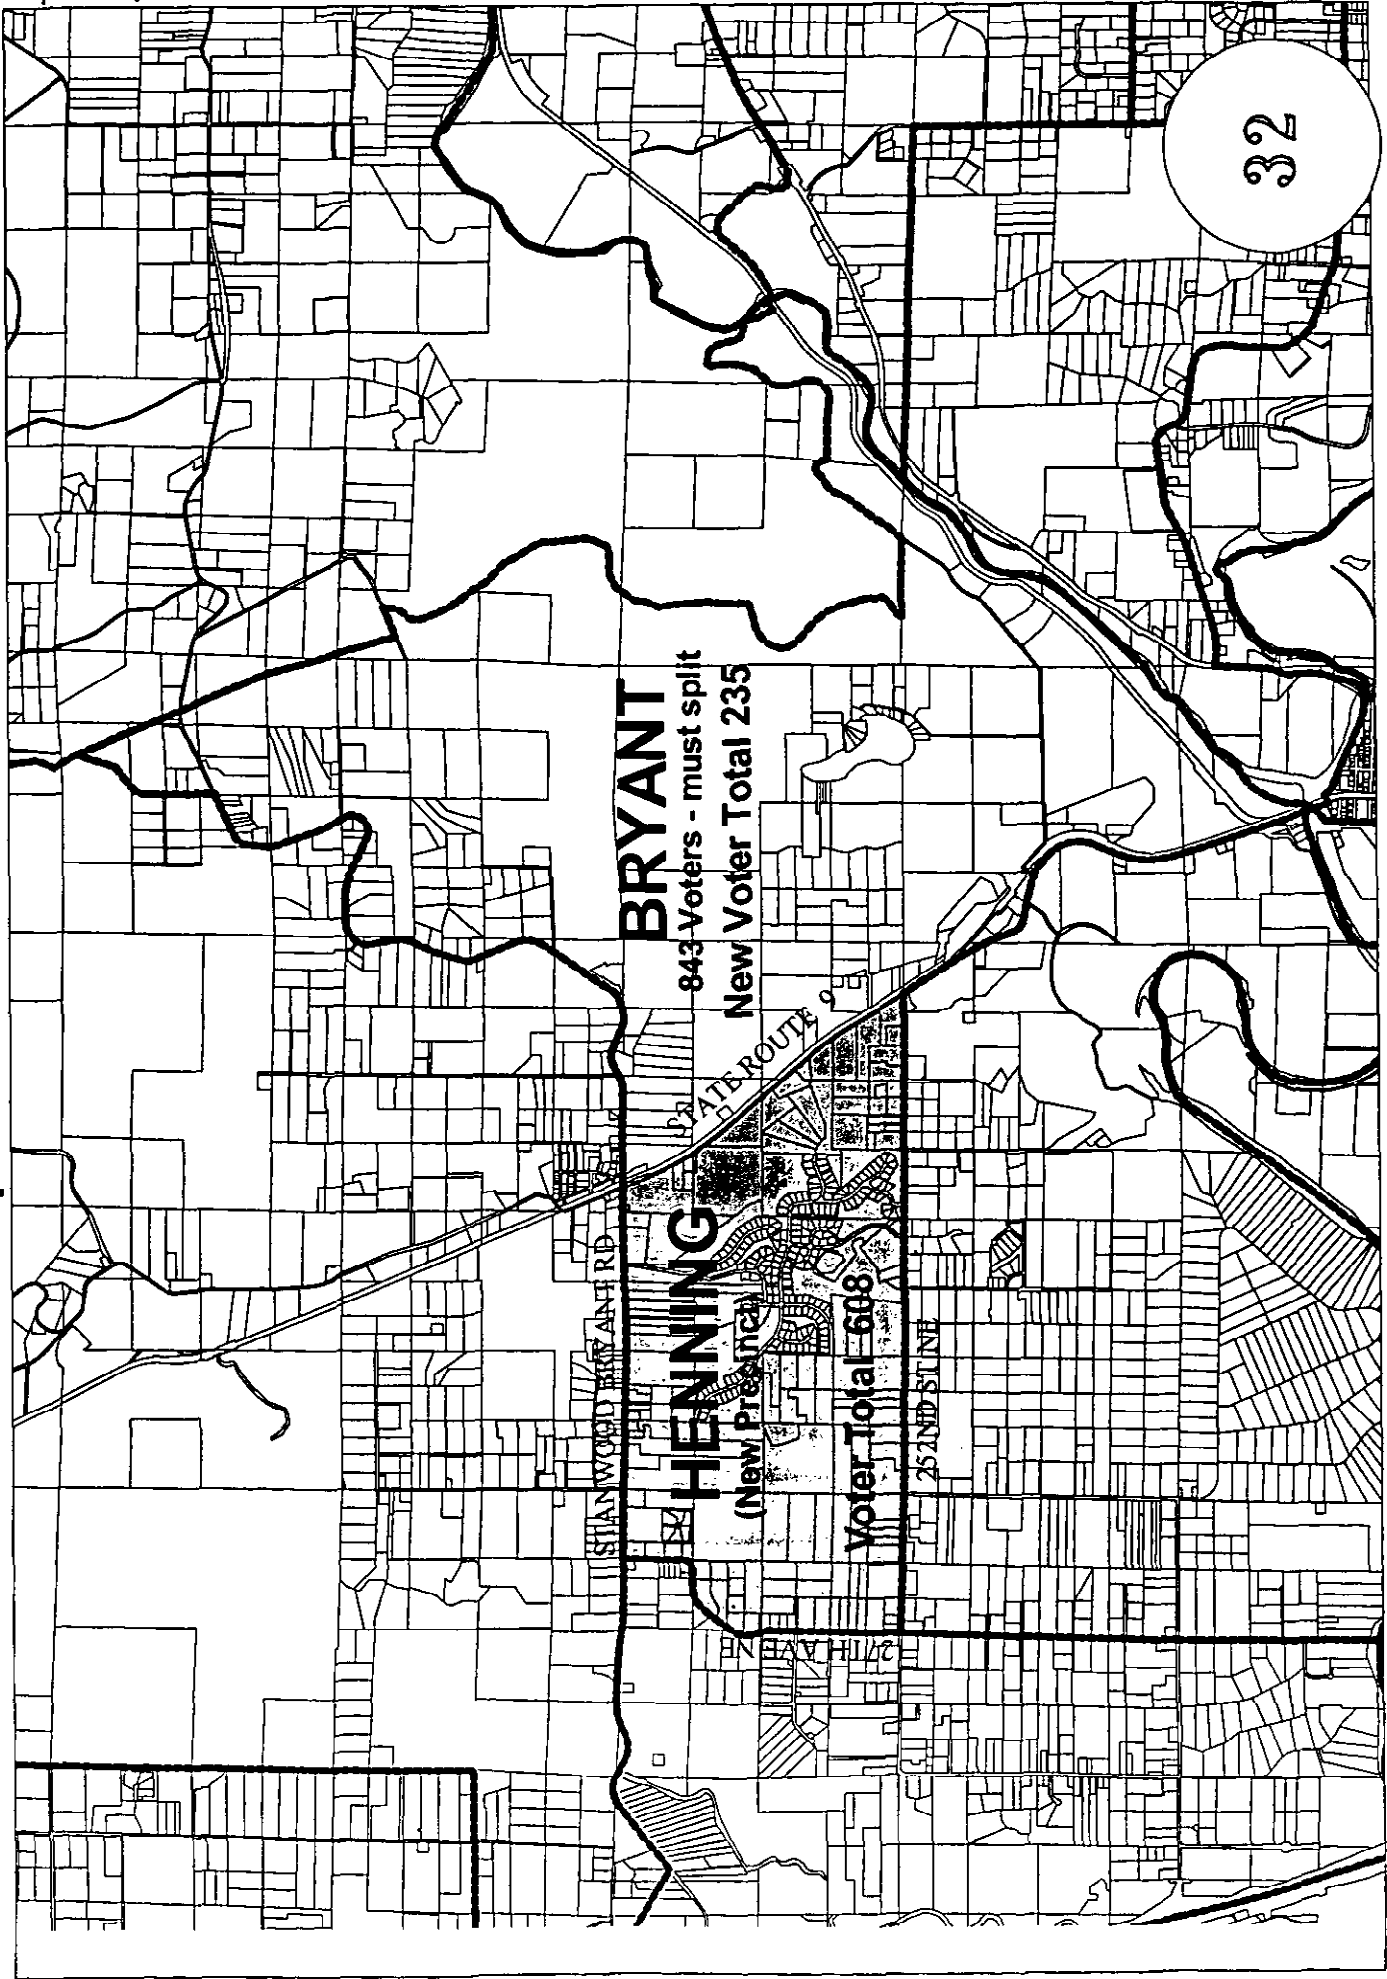 32
BRYANT
843 Voters - must split
New Voter Total 235
STATE ROUTE 9
STANWOOD BRYANT RD
HENNING
(New Precinct)
Voter Total 608
252ND ST NE
27TH AVE NE